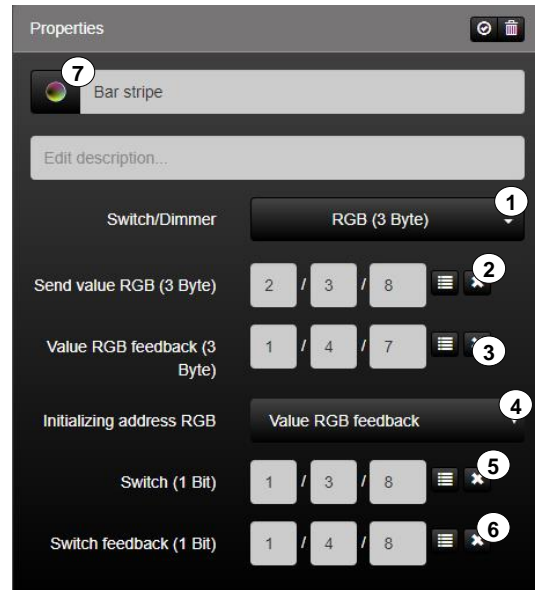 Properties
7
Bar stripe
Edit description...
1
Switch/Dimmer RGB (3 Byte)
2
Send value RGB (3 Byte) 2 / 3 / 8
Value RGB feedback (3 1 / 4 / 7
Byte)
3
4
Initializing address RGB Value RGB feedback
5
Switch (1 Bit) 1 / 3 / 8
6
Switch feedback (1 Bit) 1 / 4 / 8